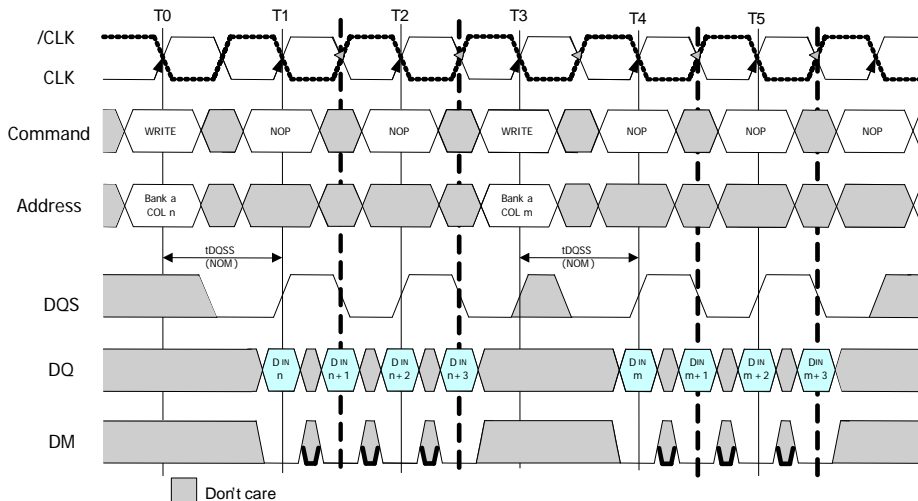 T0 T1 T2 T3 T4 T5
/CLK
CLK
Command WRITE NOP NOP WRITE NOP NOP NOP
Address Bank a COL n Bank a COL m
tDQSS (NOM) tDQSS (NOM)
DQS
DQ D IN n D IN n+1 D IN n+2 D IN n+3 D IN m D IN m+1 D IN m+2 D IN m+3
DM
Don't care